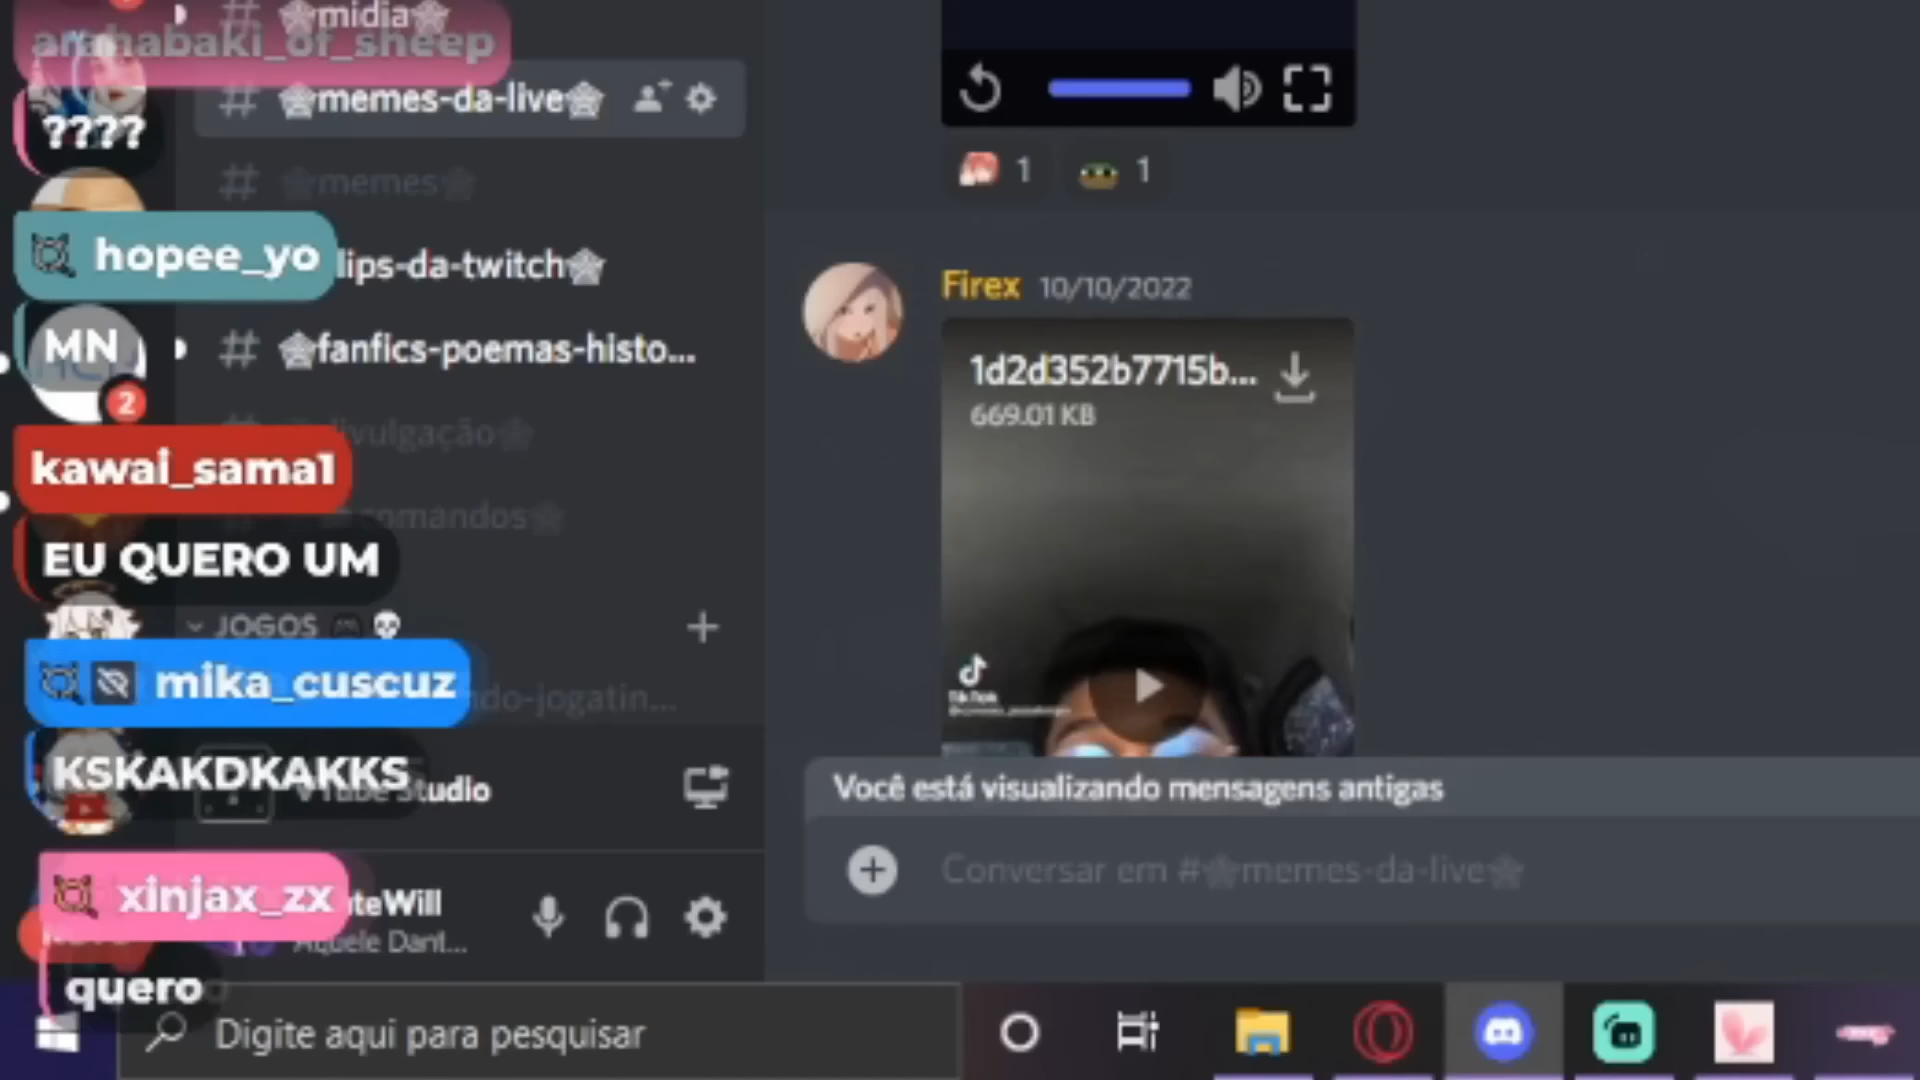 # midia
arahabaki_of_sheep
# memes-da-live
????
# memes
hopee_yo
lips-da-twitch
MN
# fanfics-poemas-histo...
2
ivulgação
kawai_sama1
comandos
EU QUERO UM
JOGOS
mika_cuscuz
do-jogatin...
KSKAKDKAKKS
Studio
xinjax_zx
teWill
Aquele Dant...
quero
1
1
Firex 10/10/2022
1d2d352b7715b...
669.01 KB
TikTok
Você está visualizando mensagens antigas
Conversar em # memes-da-live
Digite aqui para pesquisar